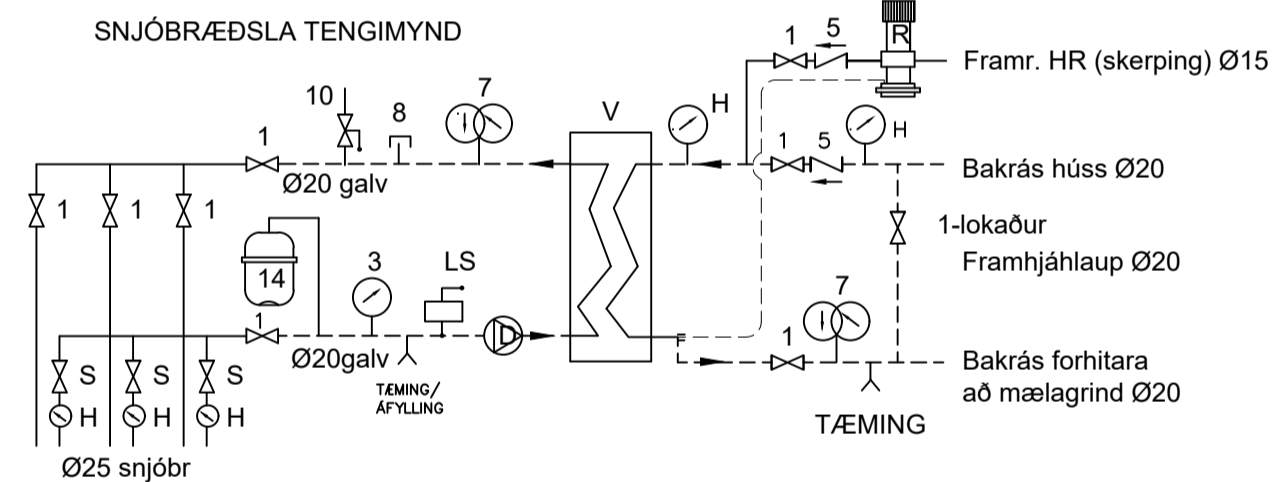 SNJÓBRÆÐSLA TENGIMYND
R
1
5
Framr. HR (skerping) Ø15
10
8
7
V
H
H
1
1
5
Bakrás húss Ø20
Ø20 galv
1
1
1
1-lokaður
Framhjáhlaup Ø20
14
3
LS
7
1
D
1
Ø20galv
TÆMING/
ÁFYLLING
Bakrás forhitara
að mælagrind Ø20
S
S
S
H
H
H
TÆMING
Ø25 snjóbr